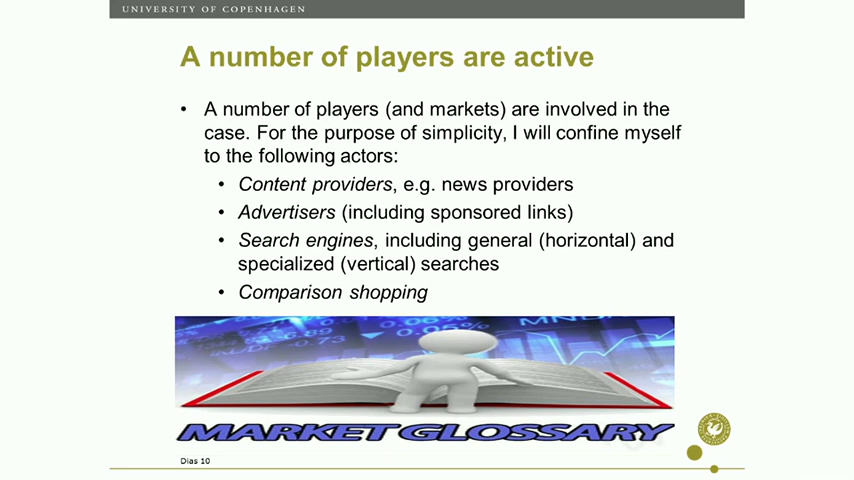 UNIVERSITY OF COPENHAGEN
A number of players are active
• A number of players (and markets) are involved in the
case. For the purpose of simplicity, I will confine myself
to the following actors:
• Content providers, e.g. news providers
• Advertisers (including sponsored links)
• Search engines, including general (horizontal) and
specialized (vertical) searches
• Comparison shopping
MARKET GLOSSARY
Dias 10